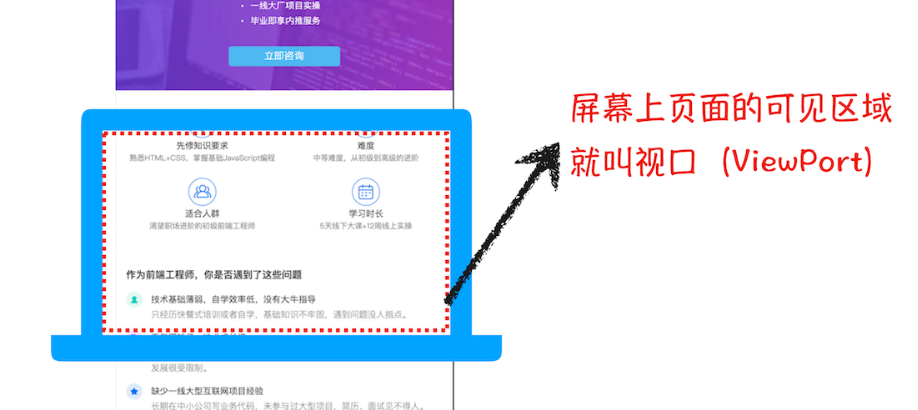 一线大厂项目实操
毕业即享内推服务
立即咨询
屏幕上页面的可见区域
就叫视口（ViewPort）
先修知识要求
难度
熟悉HTML+CSS，掌握基础JavaScript编程
中等难度，从初级到高级的进阶
适合人群
学习时长
渴望职场进阶的初级前端工程师
5天线下大课+12周线上实操
作为前端工程师，你是否遇到了这些问题
技术基础薄弱，自学效率低，没有大牛指导
只经历快餐式培训或者自学，基础知识不牢固，遇到问题没人指点。
发展很受限制。
缺少一线大型互联网项目经验
长期在中小公司写业务代码，未参与过大型项目，简历、面试见不得人。